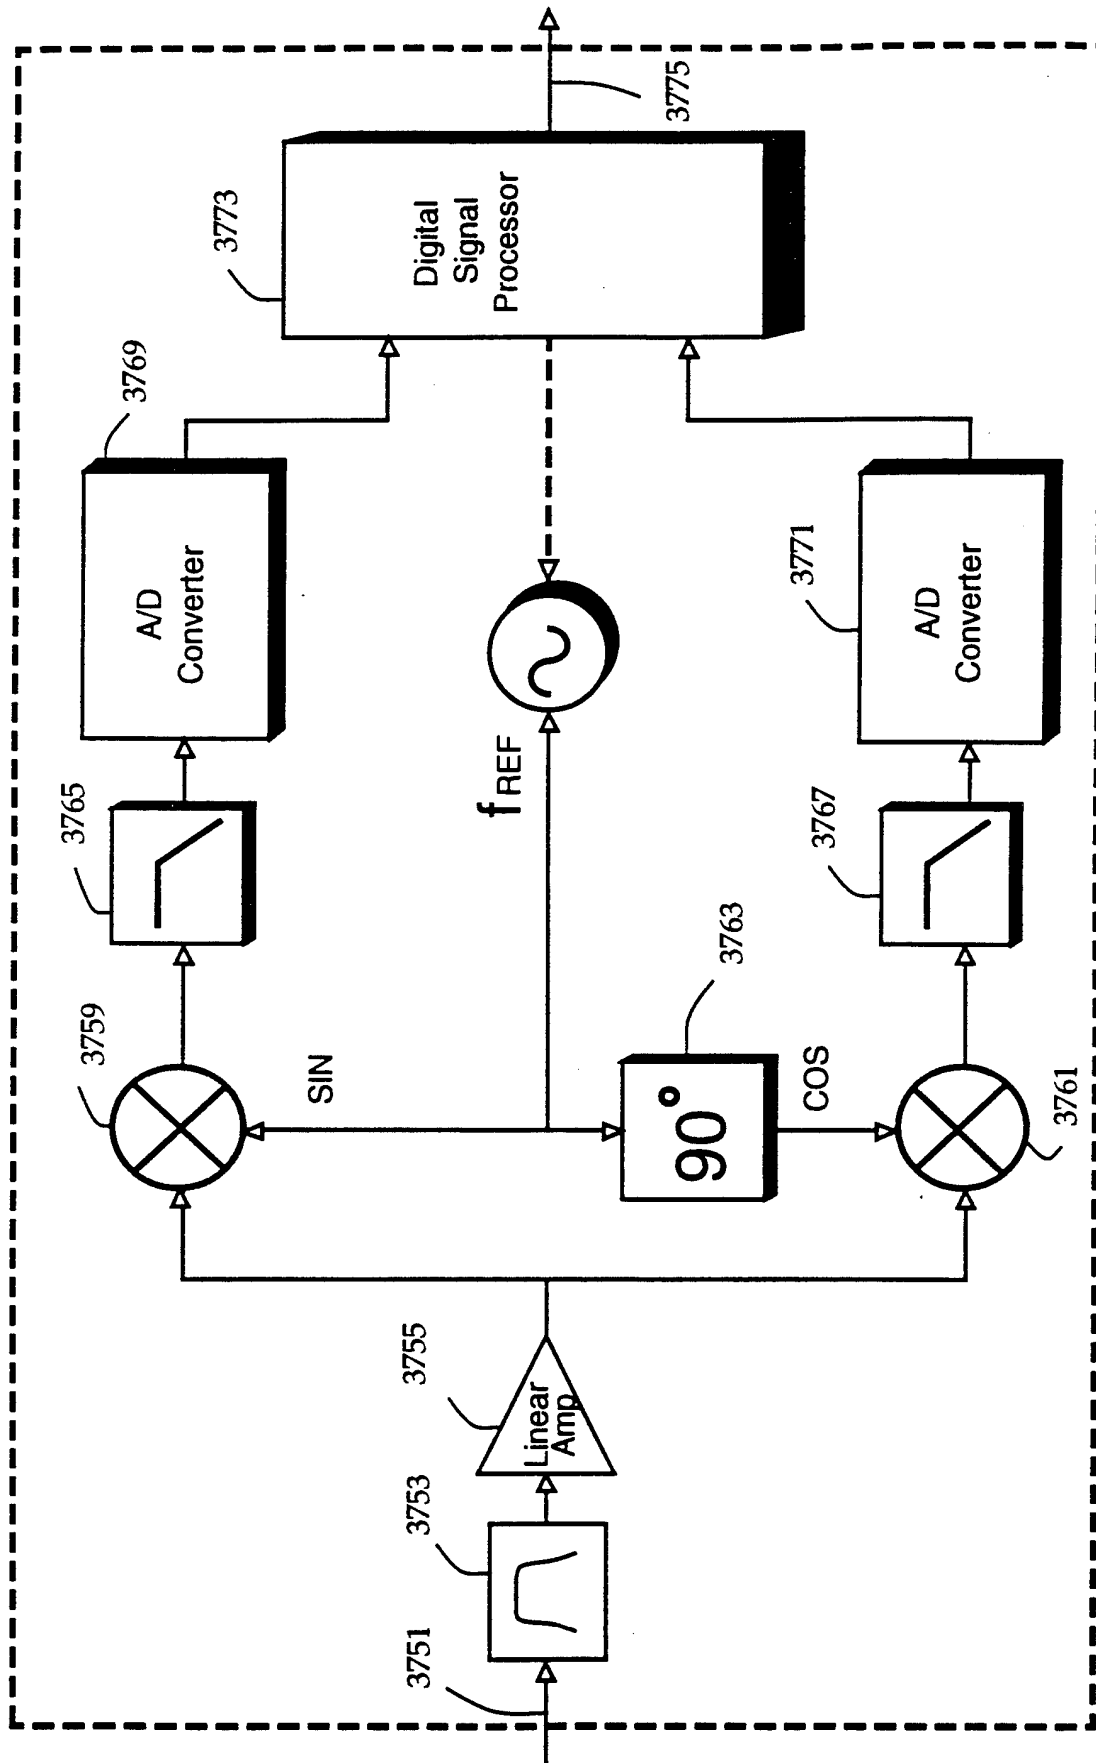 3751
3753
3755
Linear
Amp
3759
SIN
3763
90°
COS
3761
3765
fREF
3767
3769
A/D
Converter
3771
A/D
Converter
3773
Digital
Signal
Processor
3775